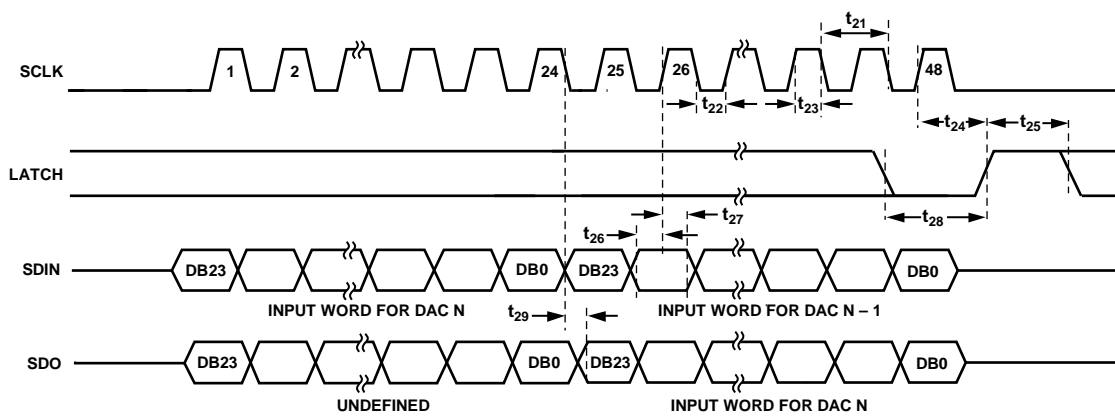 t21
SCLK
1 2 24 25 26 48
t22 t23 t24 t25
LATCH
t27 t28
t26
SDIN DB23 DB0 DB23 DB0
INPUT WORD FOR DAC N INPUT WORD FOR DAC N – 1
t29
SDO DB23 DB0 DB23 DB0
UNDEFINED INPUT WORD FOR DAC N